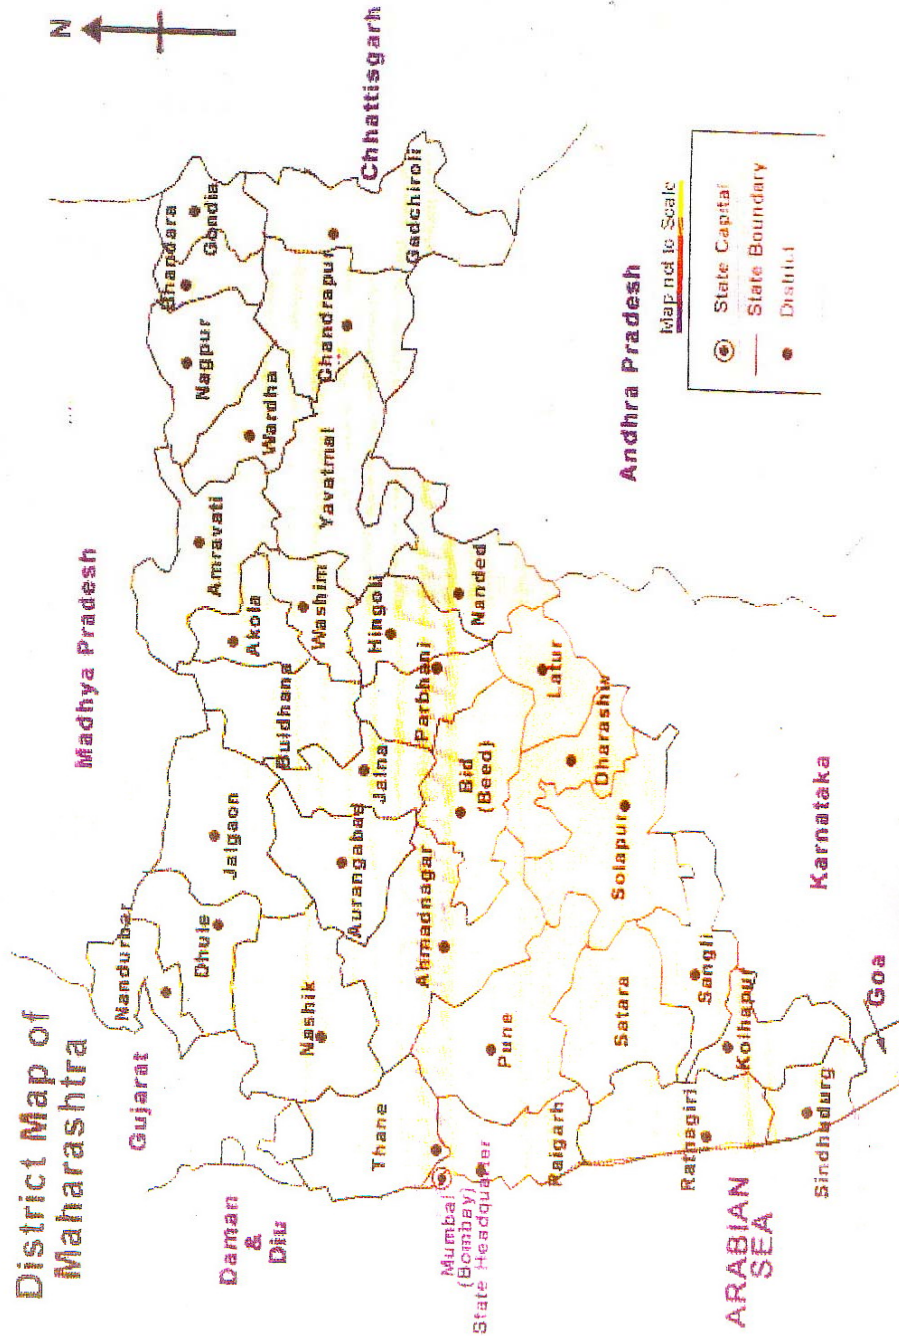 District Map of
Maharashtra
N
Madhya Pradesh
Gujarat
Daman
&
Diu
Chhattisgarh
Andhra Pradesh
Karnataka
Goa
ARABIAN
SEA
Nandurbar
Dhule
Jalgaon
Buldhana
Akola
Amravati
Nagpur
Bhandara
Gondia
Wardha
Washim
Yavatmal
Chandrapur
Gadchiroli
Nashik
Aurangabad
Jalna
Hingoli
Parbhani
Nanded
Thane
Ahmadnagar
Bid
(Beed)
Latur
Mumbai
(Bombay)
State Headquarter
Pune
Dharashiw
Solapur
Raigarh
Satara
Sangli
Ratnagiri
Kolhapur
Sindhudurg
Map not to Scale
State Capital
State Boundary
District